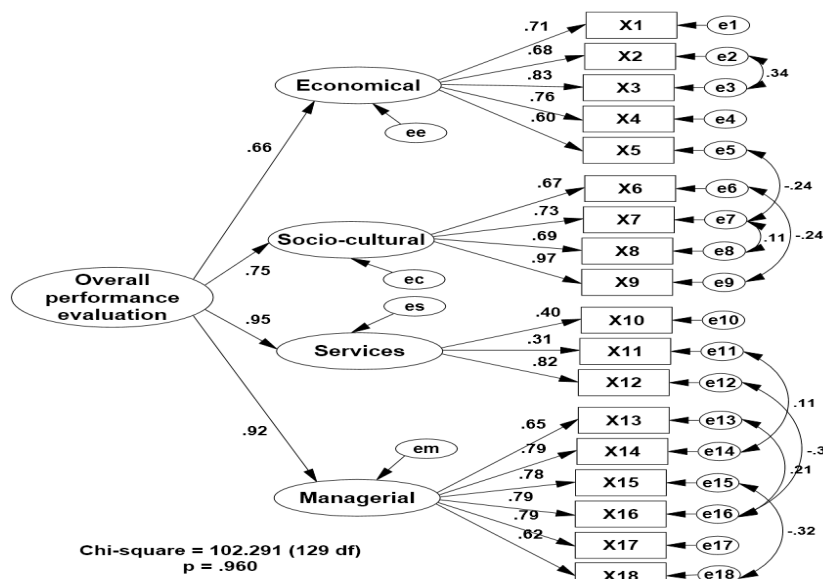 .71 X1 e1
.68 X2 e2
Economical .83 X3 e3 .34
.76 X4 e4
ee .60 X5 e5
.66
.67 X6 e6 -.24
.73 X7 e7
Socio-cultural .69 X8 e8 .11 -.24
.75 ec .97 X9 e9
Overall
performance
evaluation
.95 es .40 X10 e10
Services .31 X11 e11
.82 X12 e12
.11
.92 .65 X13 e13
em .79 X14 e14 -.3
.78 X15 e15 .21
Managerial .79 X16 e16
.79 X17 e17 -.32
.62 X18 e18
Chi-square = 102.291 (129 df)
p = .960